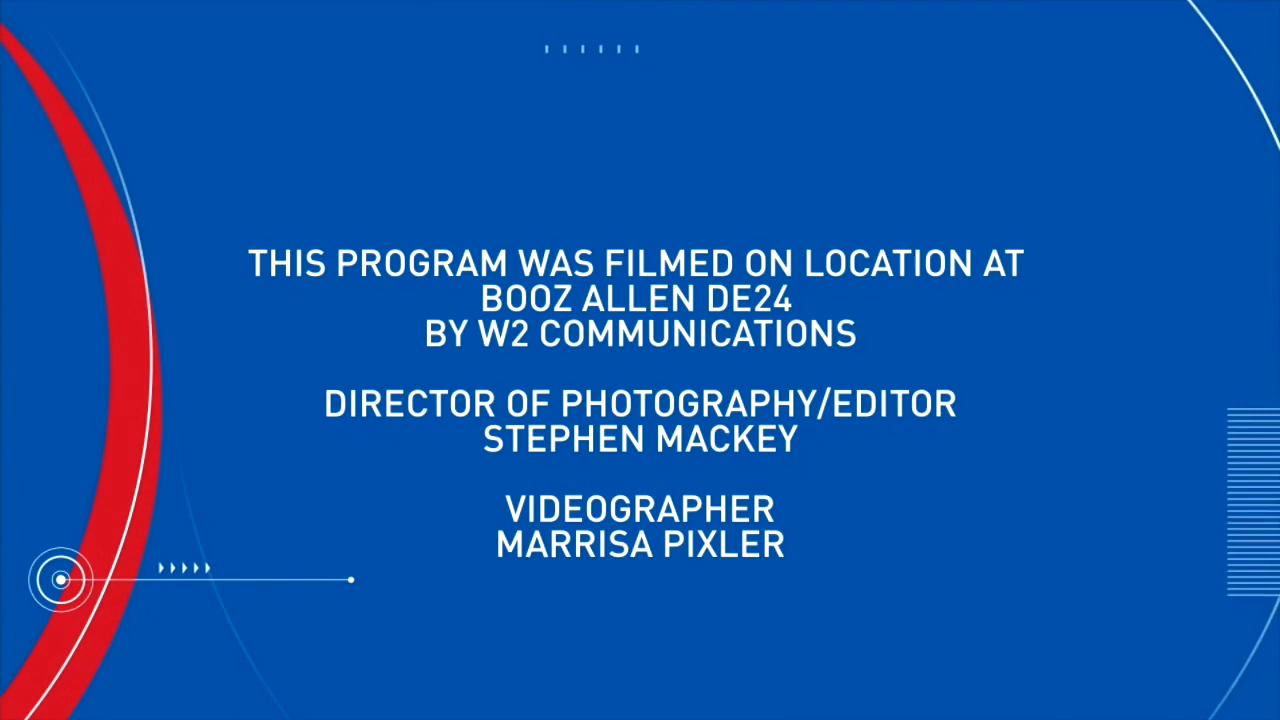 THIS PROGRAM WAS FILMED ON LOCATION AT
BOOZ ALLEN DE24
BY W2 COMMUNICATIONS
DIRECTOR OF PHOTOGRAPHY/EDITOR
STEPHEN MACKEY
VIDEOGRAPHER
MARRISA PIXLER